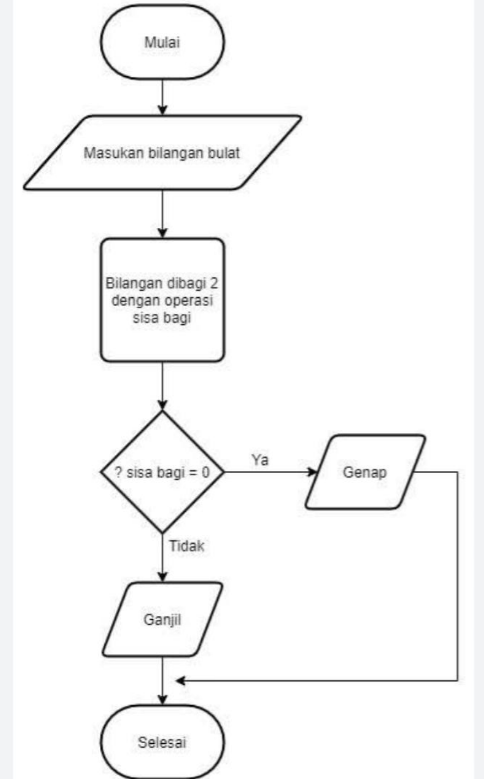 Mulai
Masukan bilangan bulat
Bilangan dibagi 2
dengan operasi
sisa bagi
? sisa bagi = 0
Ya
Genap
Tidak
Ganjil
Selesai